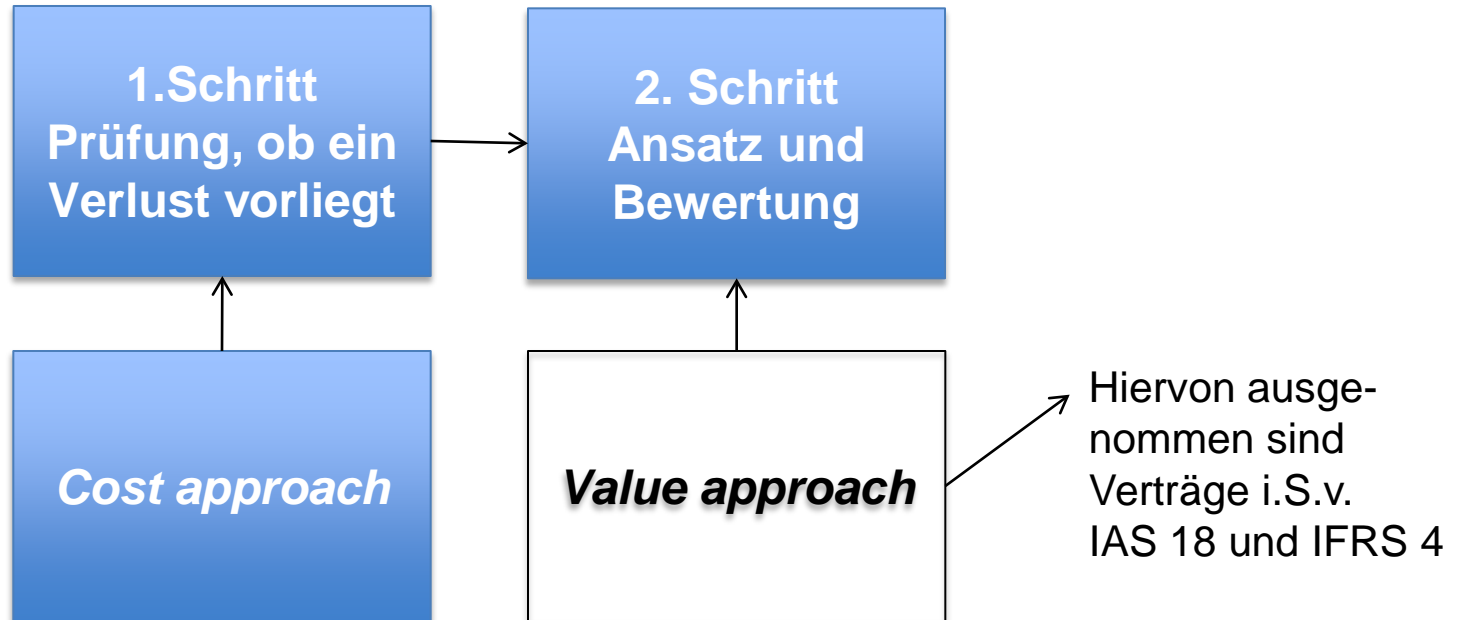 1.Schritt
Prüfung, ob ein
Verlust vorliegt
2. Schritt
Ansatz und
Bewertung
Cost approach
Value approach
Hiervon ausge-
nommen sind
Verträge i.S.v.
IAS 18 und IFRS 4